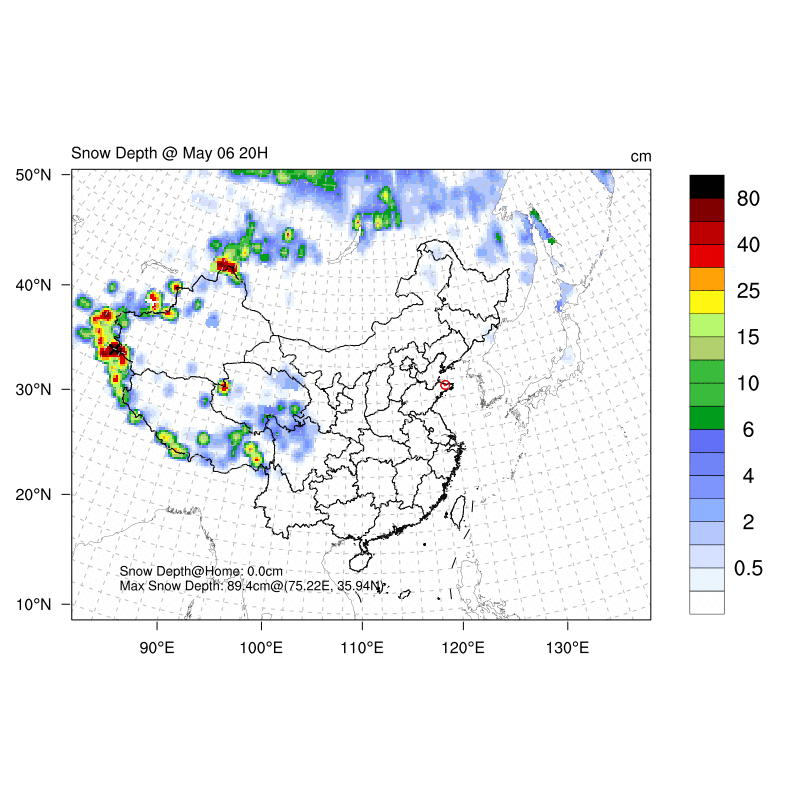 Snow Depth @ May 06 20H
cm
50°N
40°N
30°N
20°N
10°N
90°E
100°E
110°E
120°E
130°E
80
40
25
15
10
6
4
2
0.5
Snow Depth@Home: 0.0cm
Max Snow Depth: 89.4cm@(75.22E, 35.94N)